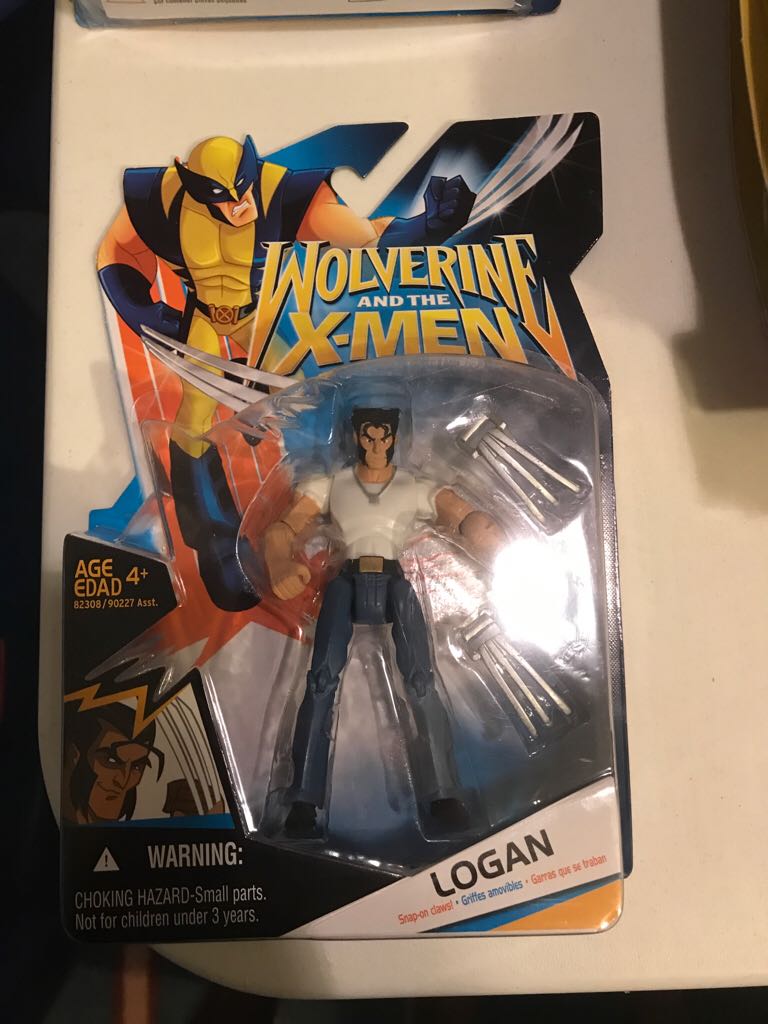 WOLVERINE
AND THE
X-MEN
AGE
EDAD 4+
82308/90227 Asst.
WARNING:
CHOKING HAZARD-Small parts.
Not for children under 3 years.
LOGAN
Snap-on claws! • Griffes amovibles • Garras que se traban